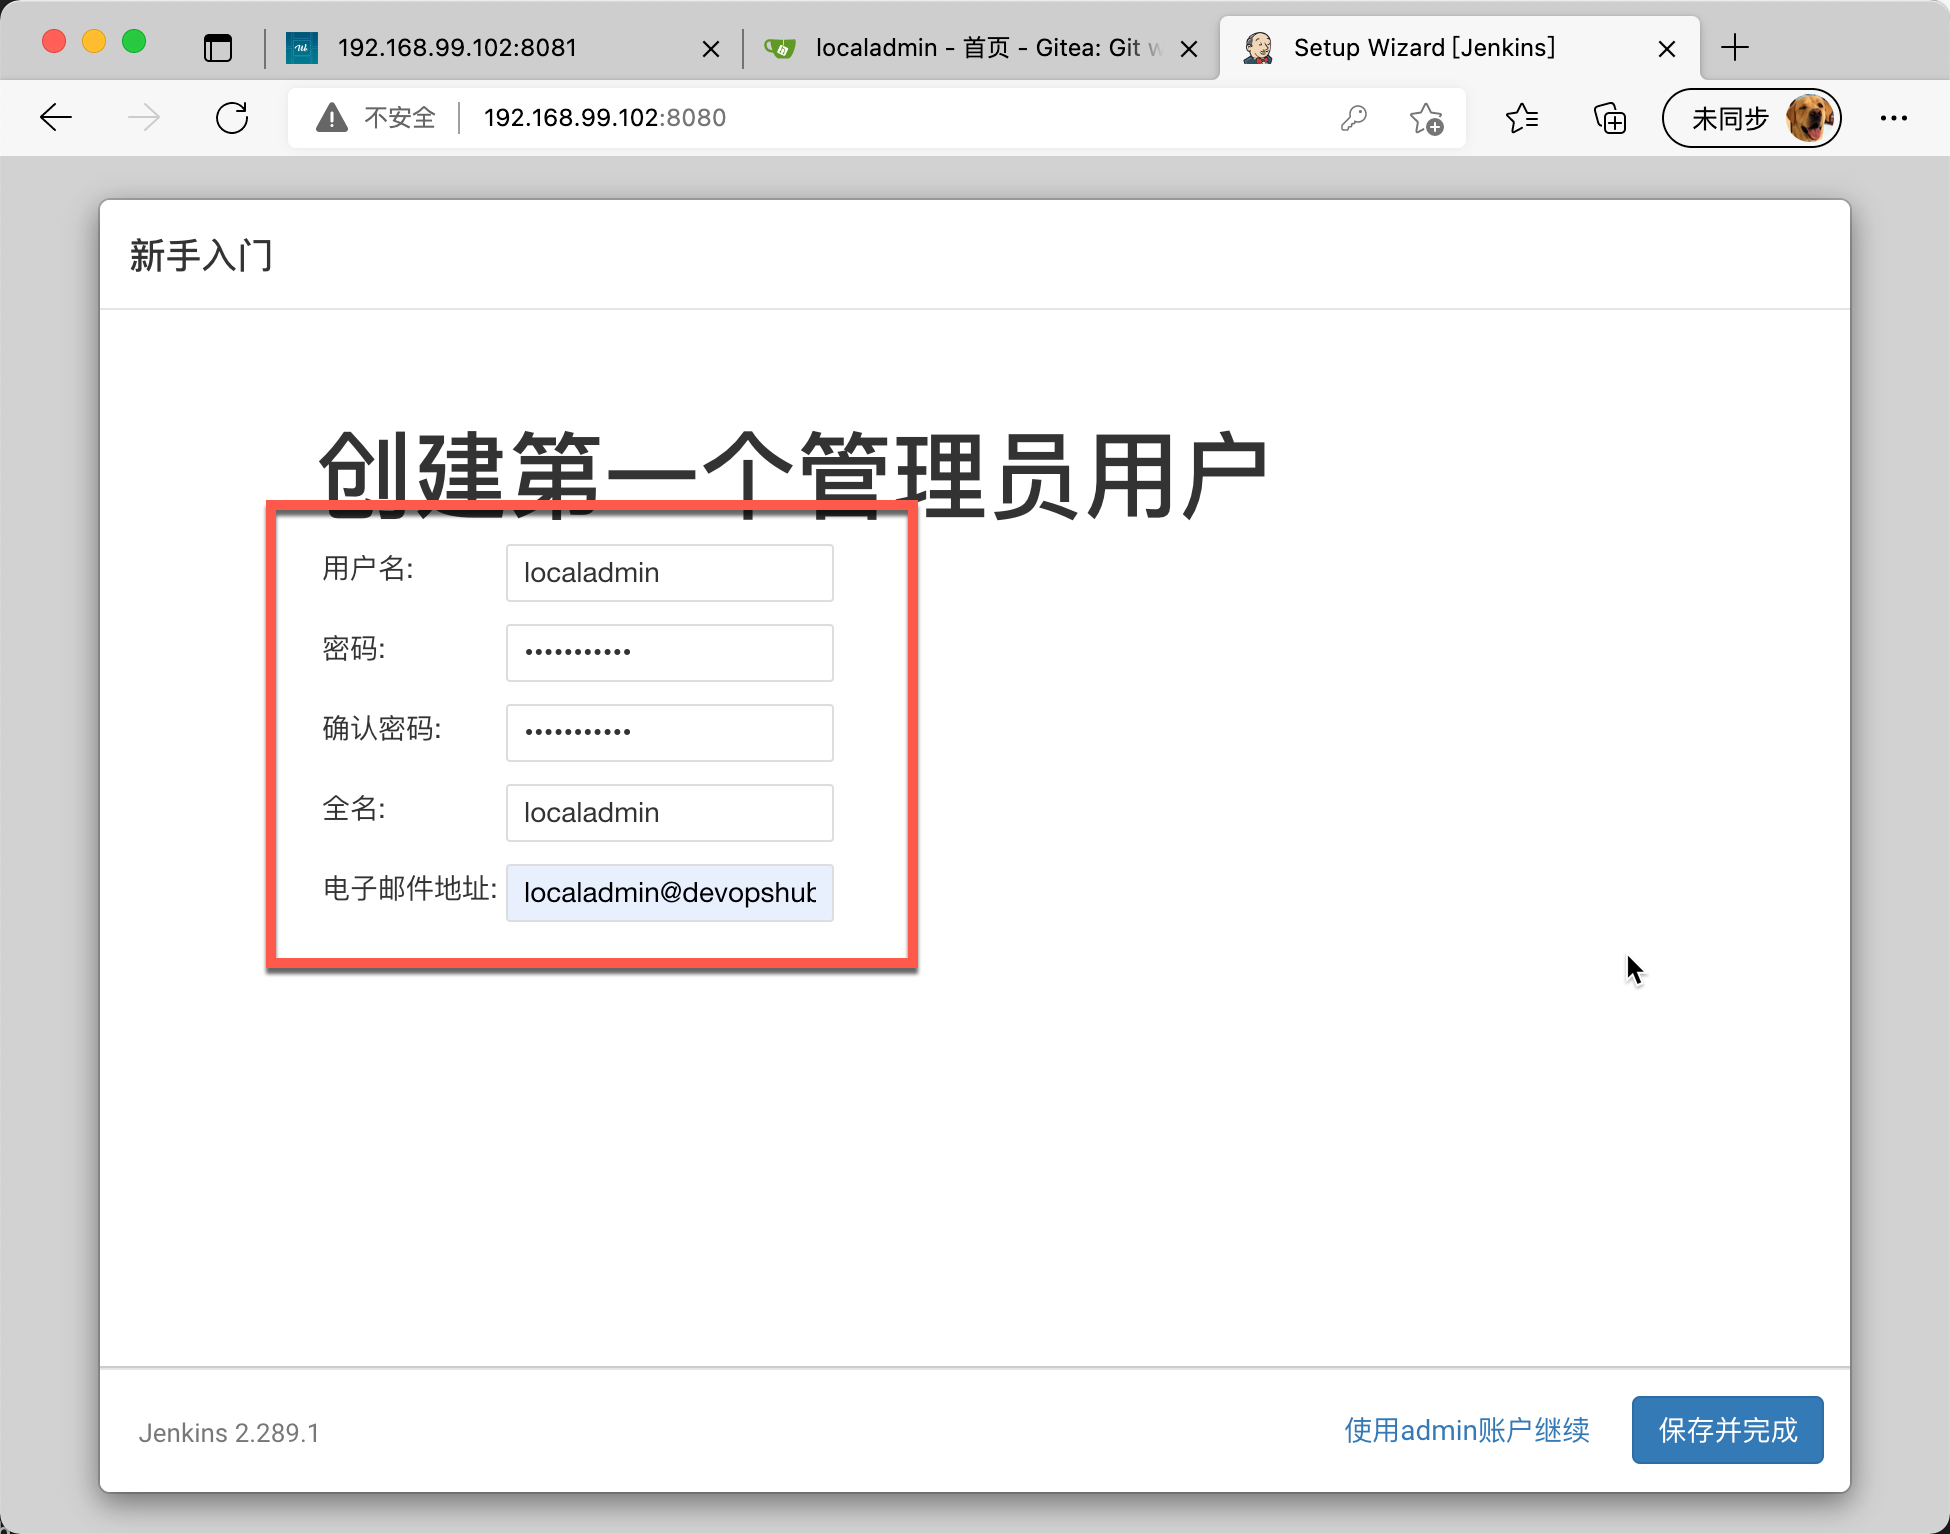 192.168.99.102:8081
localadmin - 首页 - Gitea: Git w
Setup Wizard [Jenkins]
不安全
192.168.99.102:8080
未同步
新手入门
创建第一个管理员用户
用户名: localadmin
密码: •••••••••••
确认密码: •••••••••••
全名: localadmin
电子邮件地址: localadmin@devopshub
Jenkins 2.289.1
使用admin账户继续
保存并完成